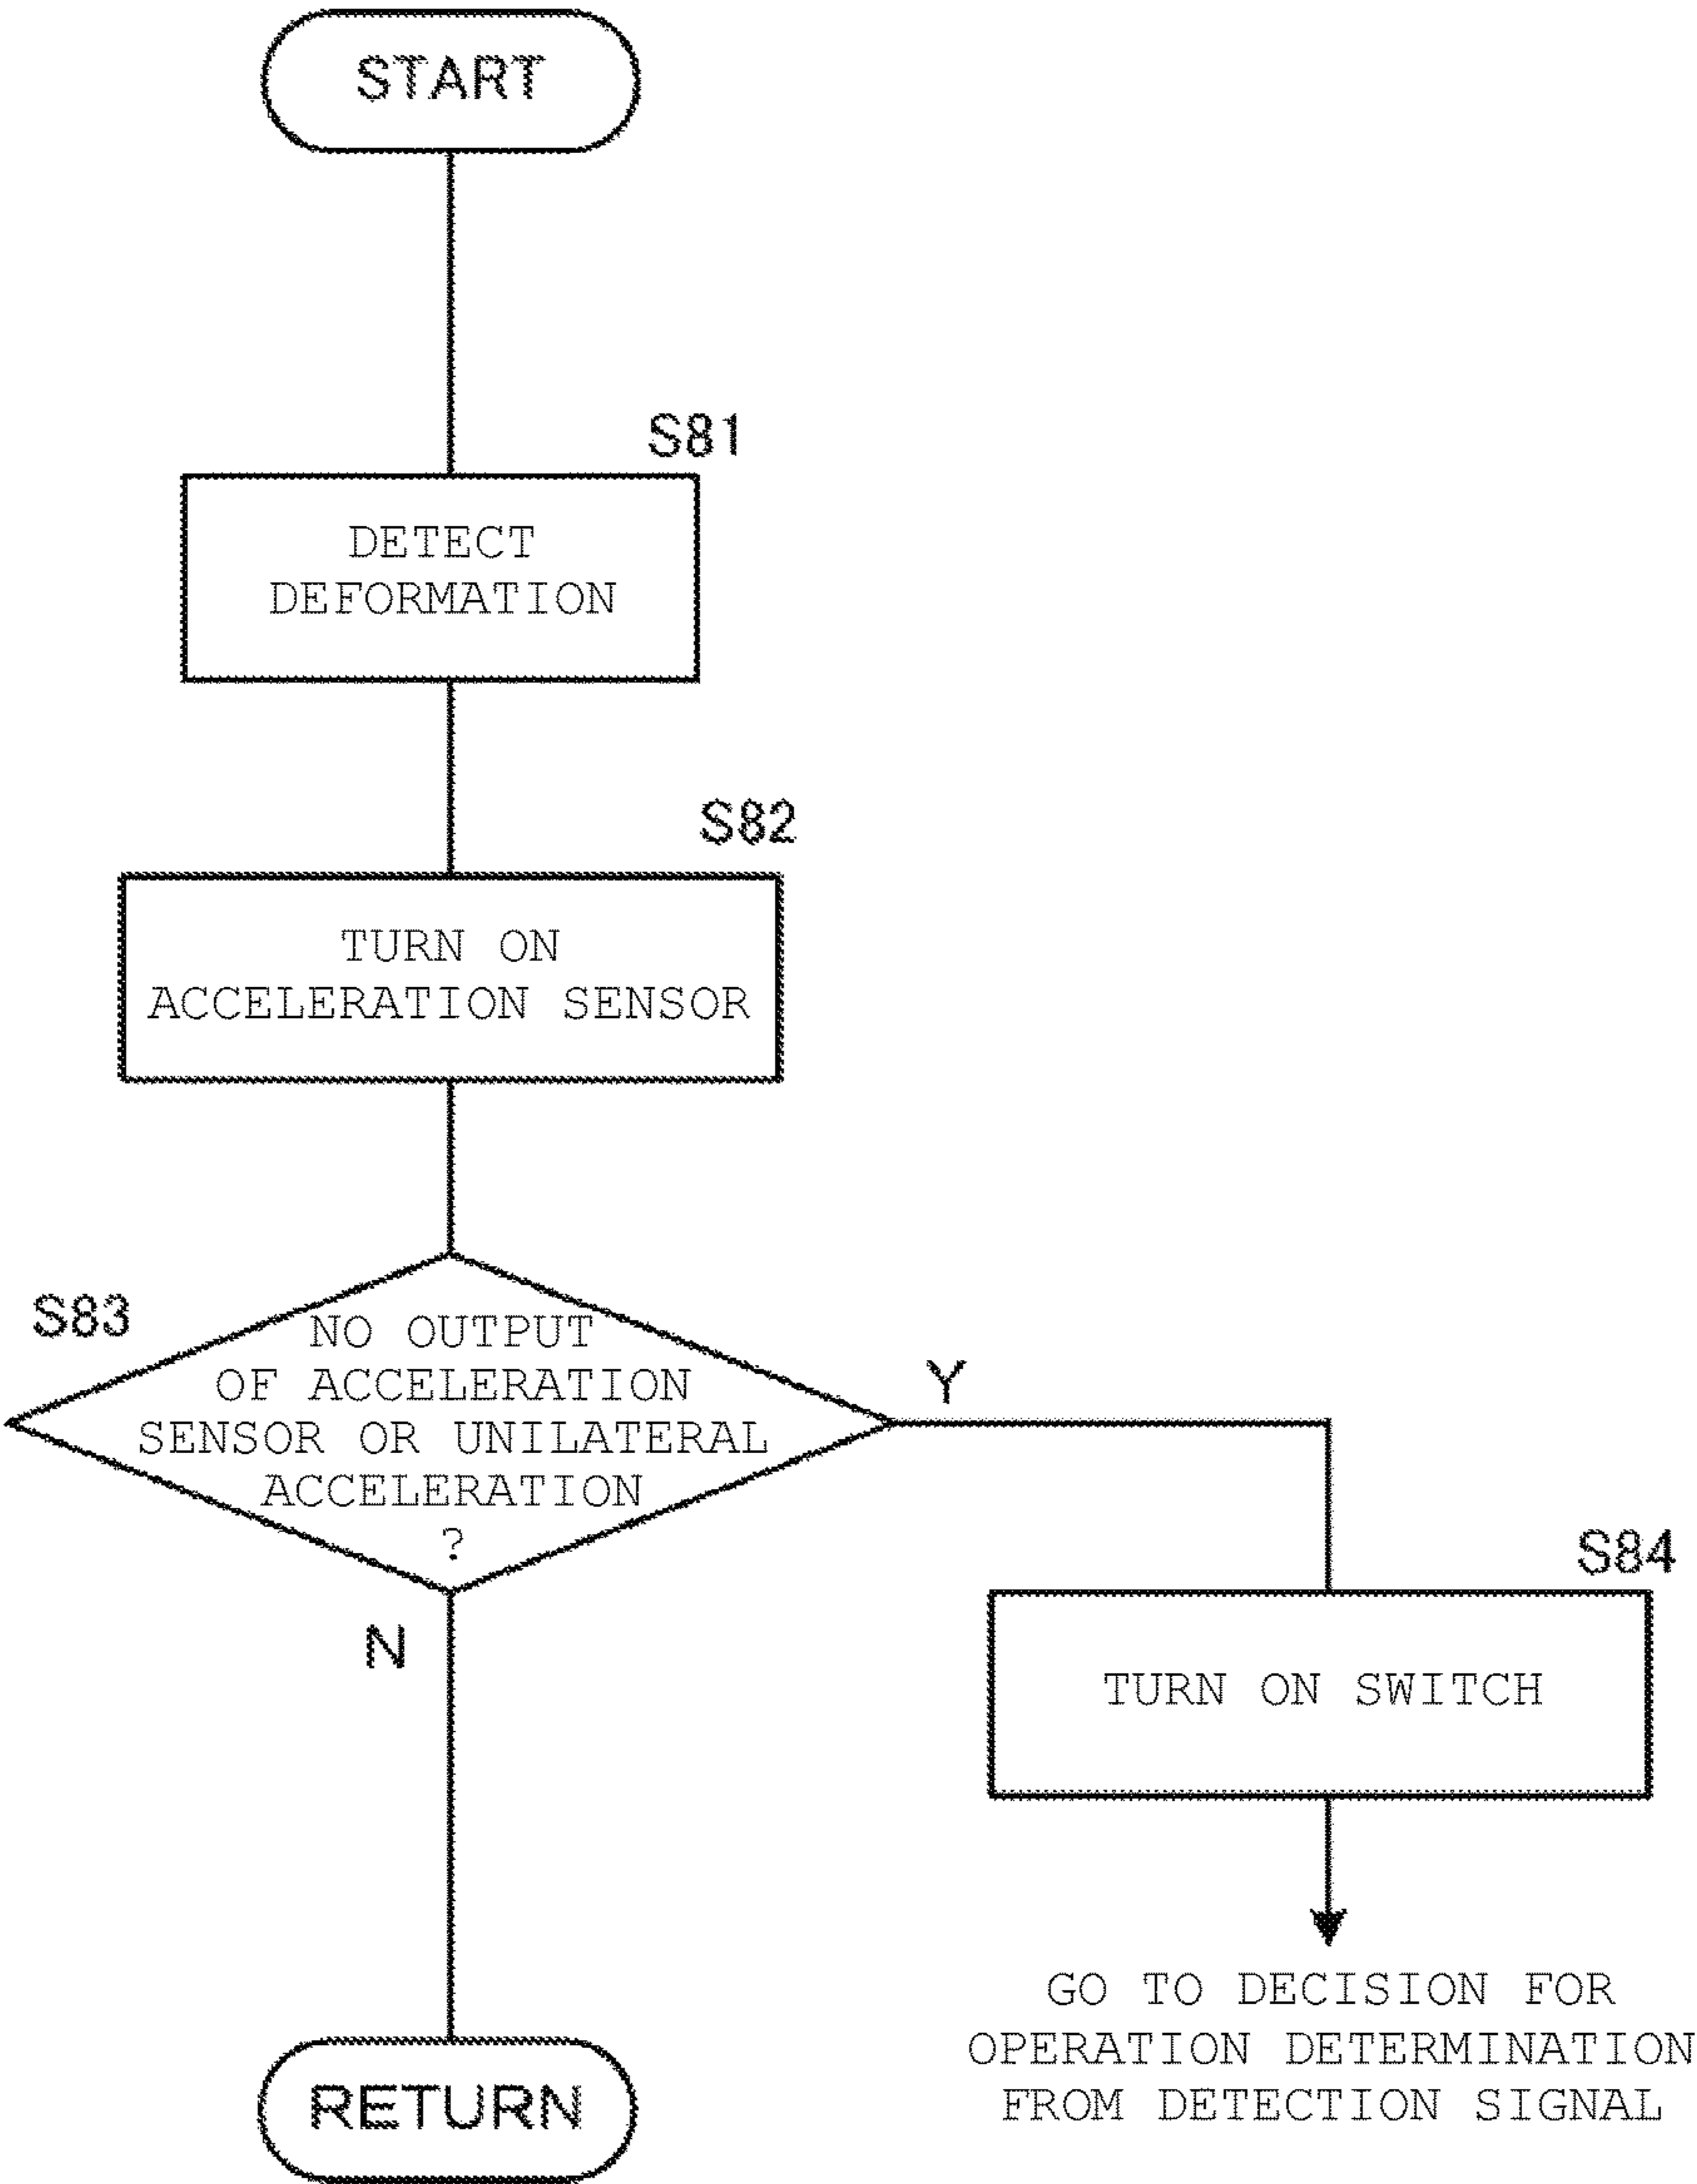 START
S81
DETECT
DEFORMATION
S82
TURN ON
ACCELERATION SENSOR
S83
NO OUTPUT
OF ACCELERATION
SENSOR OR UNILATERAL
ACCELERATION
?
Y
N
S84
TURN ON SWITCH
GO TO DECISION FOR
OPERATION DETERMINATION
FROM DETECTION SIGNAL
RETURN